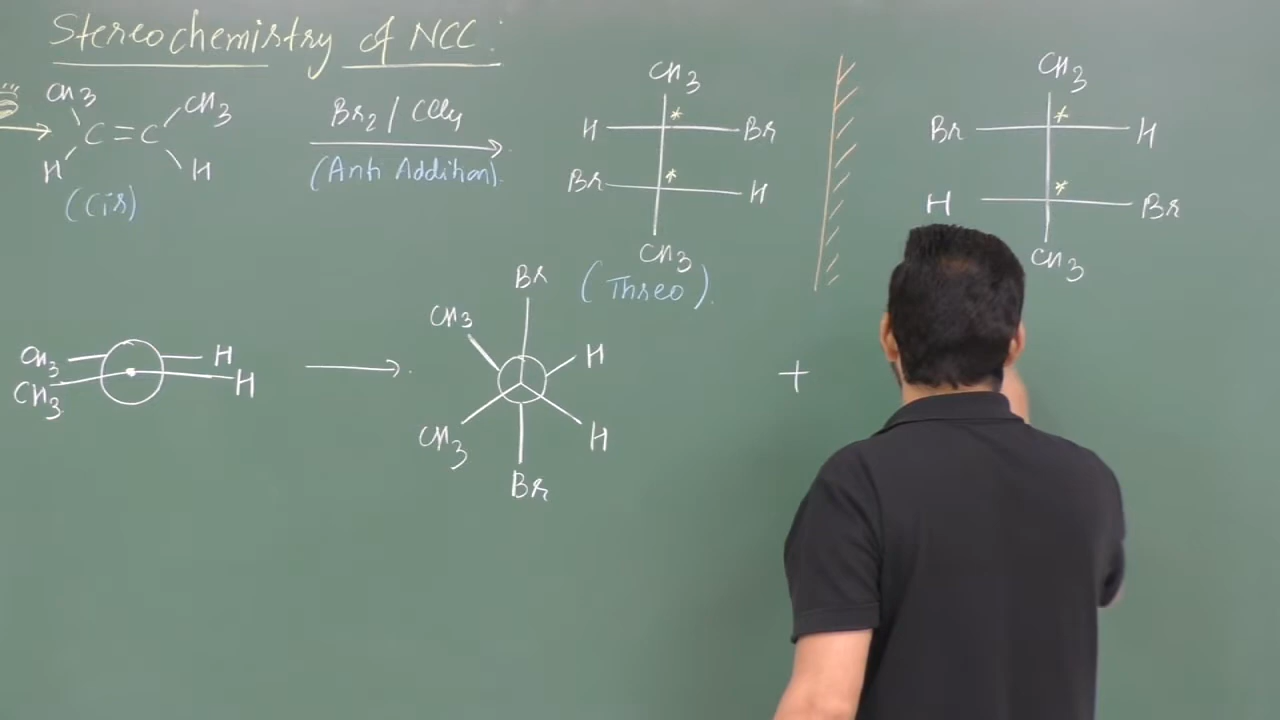 Stereochemistry of NCC:
CH3 CH3
C=C
H H
(Cis)
Br2 / CCl4
(Anti Addition).
CH3
H * Br
Br * H
CH3
(Threo).
CH3
Br * H
H * Br
CH3
CH3 H
CH3 H
Br
CH3 H
CH3 H
Br
+